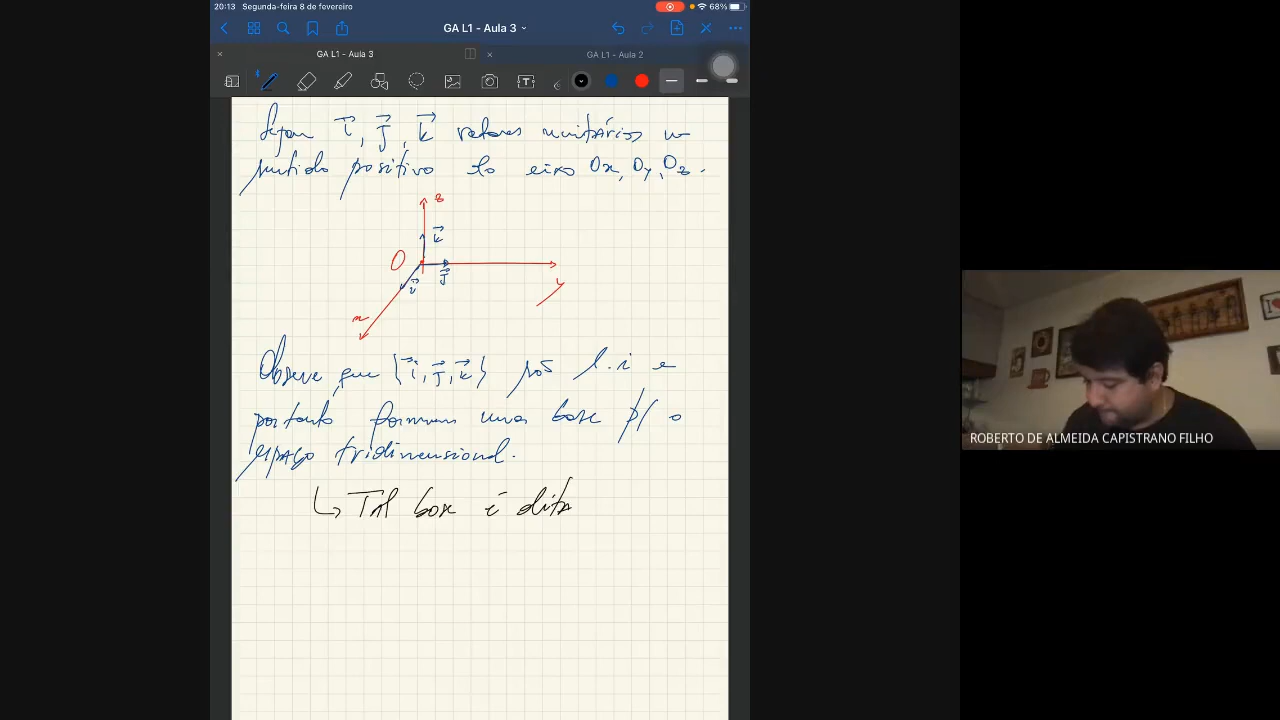 20:13 Segunda-feira 8 de fevereiro 68%
GA L1 - Aula 3
GA L1 - Aula 3 GA L1 - Aula 2
Sejam i, j, k vetores unitários no
sentido positivo do eixo Ox, Oy, Oz.
z
k
O
j
i
y
x
Observe que {i, j, k} são l.i e
portanto formam uma base p/ o
espaço tridimensional.
↳ Tal base é dita
I ♥
ROBERTO DE ALMEIDA CAPISTRANO FILHO